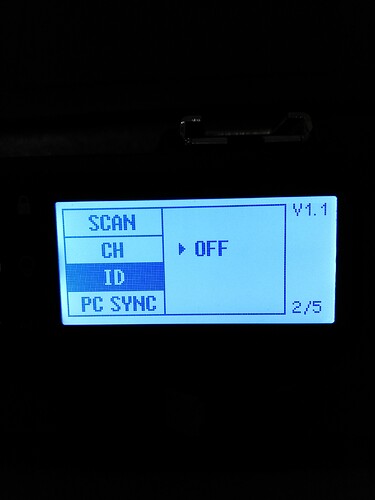 SCAN
V1.1
CH
OFF
ID
PC SYNC
2/5